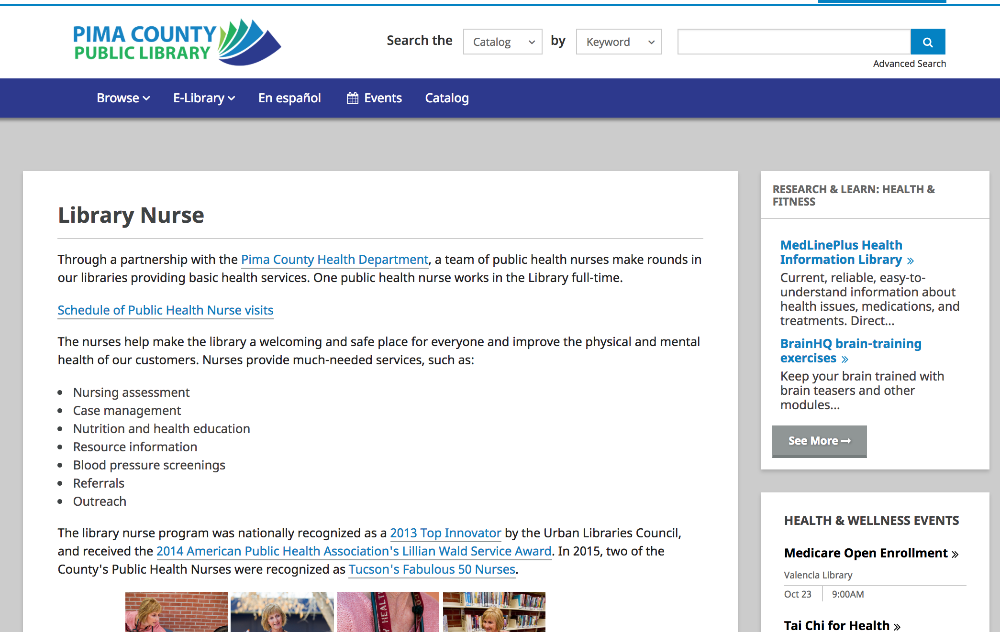 PIMA COUNTY
PUBLIC LIBRARY
Search the Catalog by Keyword
Advanced Search
Browse E-Library En español Events Catalog
Library Nurse
Through a partnership with the Pima County Health Department, a team of public health nurses make rounds in
our libraries providing basic health services. One public health nurse works in the Library full-time.
Schedule of Public Health Nurse visits
The nurses help make the library a welcoming and safe place for everyone and improve the physical and mental
health of our customers. Nurses provide much-needed services, such as:
• Nursing assessment
• Case management
• Nutrition and health education
• Resource information
• Blood pressure screenings
• Referrals
• Outreach
The library nurse program was nationally recognized as a 2013 Top Innovator by the Urban Libraries Council,
and received the 2014 American Public Health Association's Lillian Wald Service Award. In 2015, two of the
County's Public Health Nurses were recognized as Tucson's Fabulous 50 Nurses.
RESEARCH & LEARN: HEALTH &
FITNESS
MedLinePlus Health
Information Library »
Current, reliable, easy-to-
understand information about
health issues, medications, and
treatments. Direct...
BrainHQ brain-training
exercises »
Keep your brain trained with
brain teasers and other
modules...
See More →
HEALTH & WELLNESS EVENTS
Medicare Open Enrollment »
Valencia Library
Oct 23 9:00AM
Tai Chi for Health »